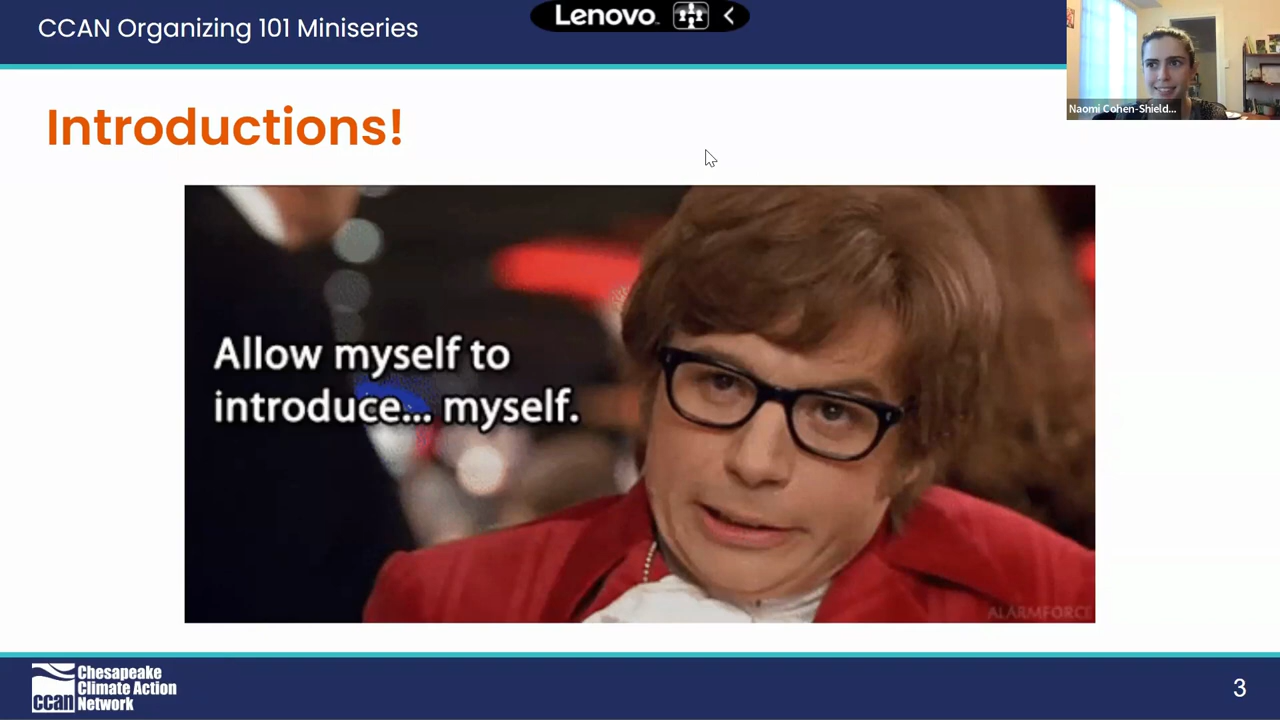 CCAN Organizing 101 Miniseries
Lenovo
Naomi Cohen-Shield...
Introductions!
Allow myself to
introduce... myself.
ALARMFORCE
ccan
Chesapeake
Climate Action
Network
3